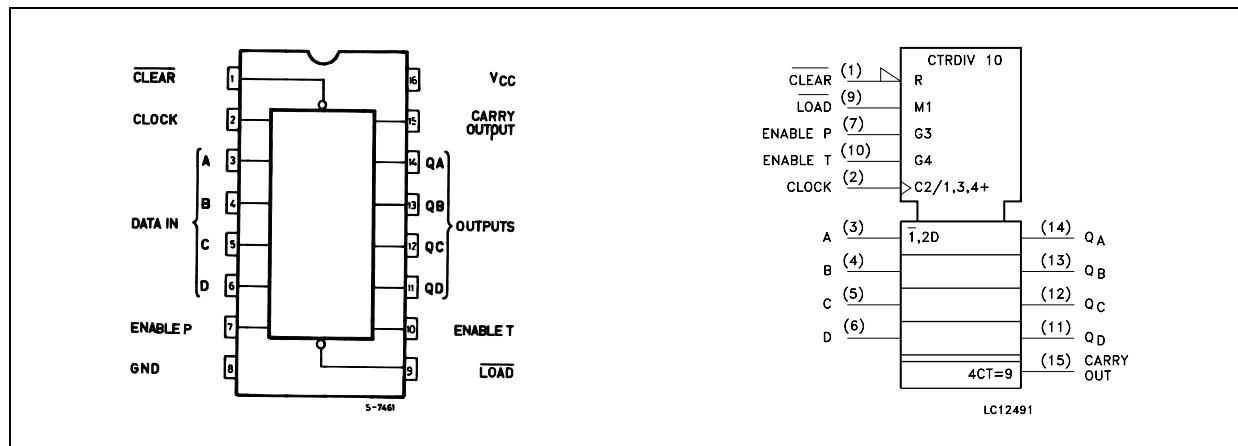 CLEAR 1 16 VCC
CLOCK 2 15 CARRY OUTPUT
A 3 14 QA
B 4 13 QB
DATA IN OUTPUTS
C 5 12 QC
D 6 11 QD
ENABLE P 7 10 ENABLE T
GND 8 9 LOAD
S-7461
CTRDIV 10
CLEAR (1) R
LOAD (9) M1
ENABLE P (7) G3
ENABLE T (10) G4
CLOCK (2) C2/1,3,4+
A (3) 1,2D (14) QA
B (4) (13) QB
C (5) (12) QC
D (6) (11) QD
4CT=9 (15) CARRY OUT
LC12491